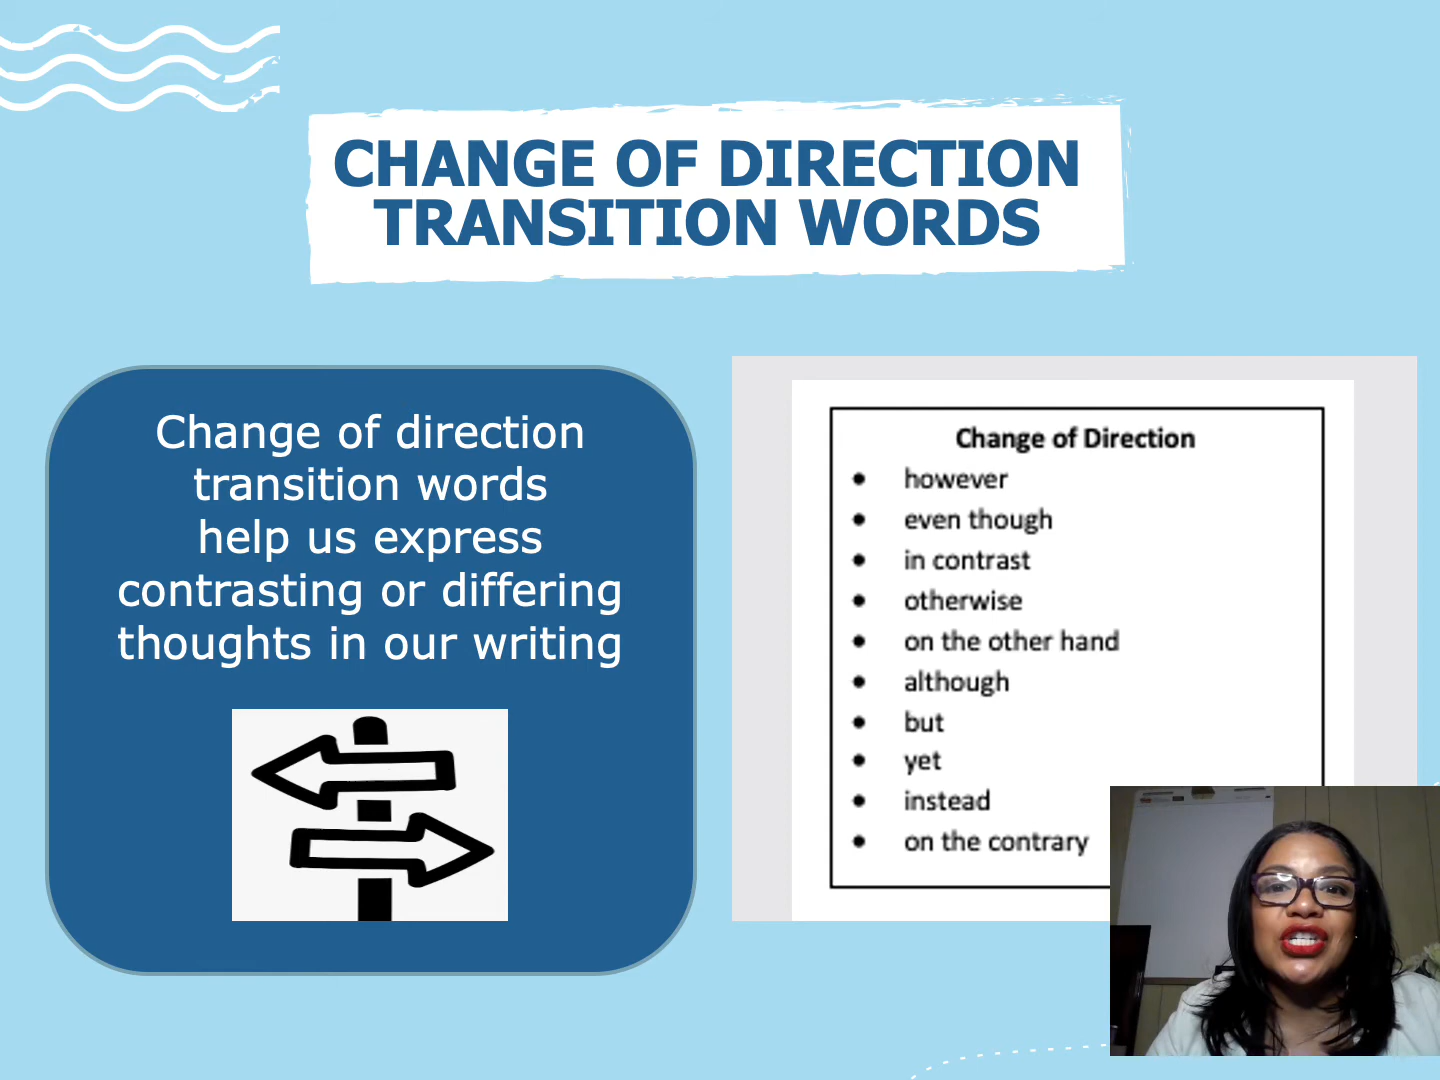 CHANGE OF DIRECTION
TRANSITION WORDS
Change of direction
transition words
help us express
contrasting or differing
thoughts in our writing
Change of Direction
• however
• even though
• in contrast
• otherwise
• on the other hand
• although
• but
• yet
• instead
• on the contrary